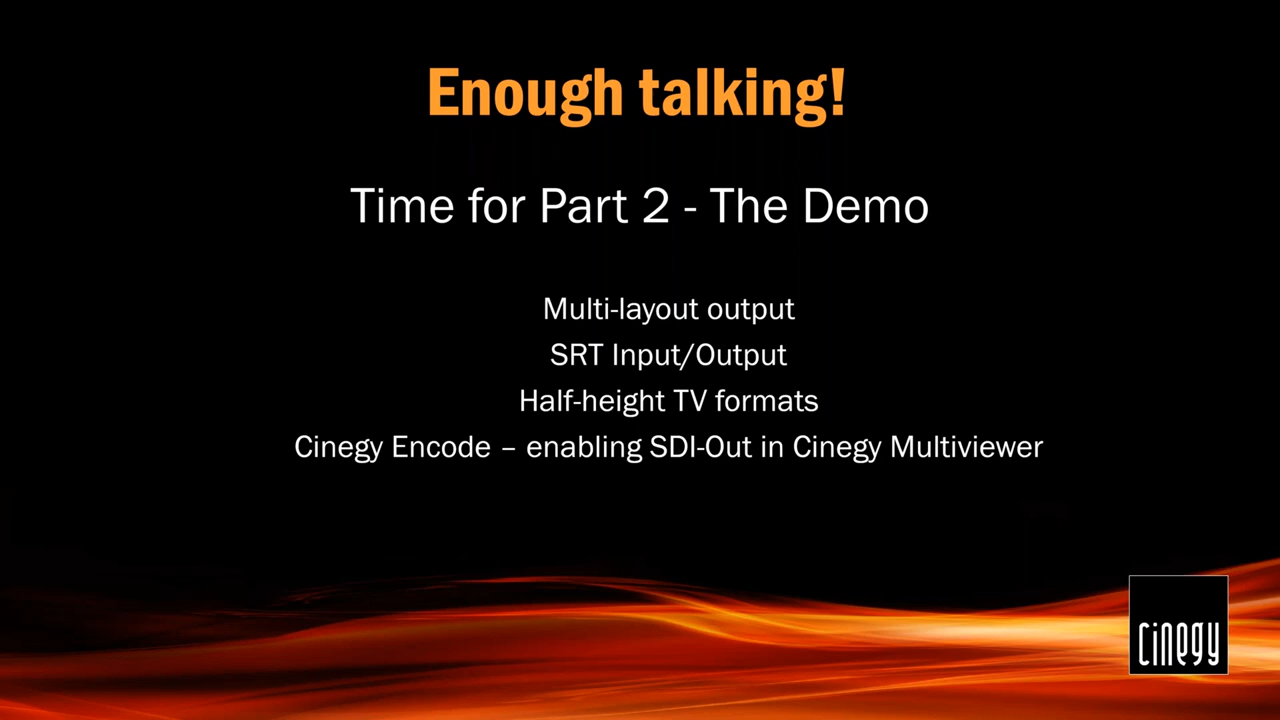 Enough talking!
Time for Part 2 - The Demo
Multi-layout output
SRT Input/Output
Half-height TV formats
Cinegy Encode – enabling SDI-Out in Cinegy Multiviewer
cinegy